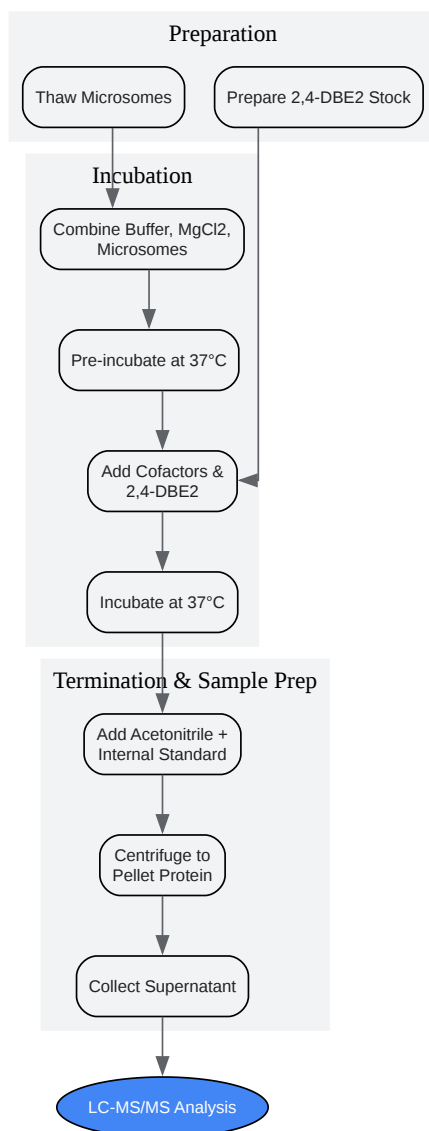 Preparation
Thaw Microsomes
Prepare 2,4-DBE2 Stock
Incubation
Combine Buffer, MgCl2,
Microsomes
Pre-incubate at 37°C
Add Cofactors &
2,4-DBE2
Incubate at 37°C
Termination & Sample Prep
Add Acetonitrile +
Internal Standard
Centrifuge to
Pellet Protein
Collect Supernatant
LC-MS/MS Analysis